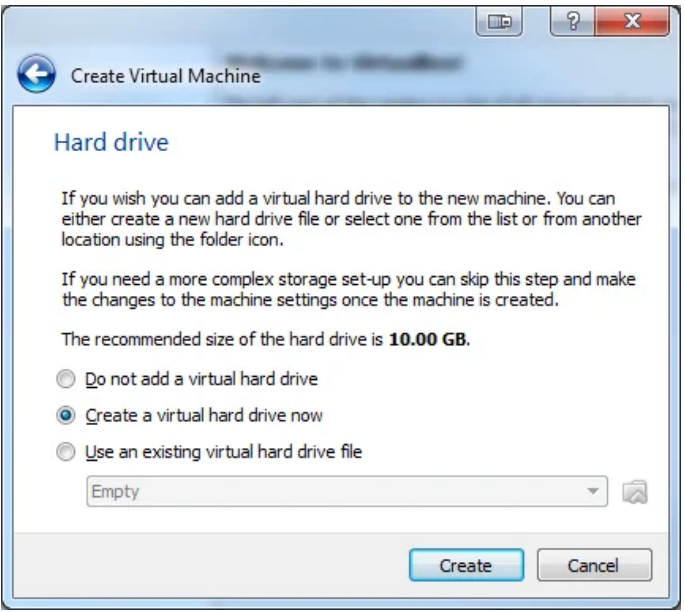 Welcome to VirtualBox!
Create Virtual Machine
Hard drive
If you wish you can add a virtual hard drive to the new machine. You can
either create a new hard drive file or select one from the list or from another
location using the folder icon.
If you need a more complex storage set-up you can skip this step and make
the changes to the machine settings once the machine is created.
The recommended size of the hard drive is 10.00 GB.
Do not add a virtual hard drive
Create a virtual hard drive now
Use an existing virtual hard drive file
Empty
Create
Cancel